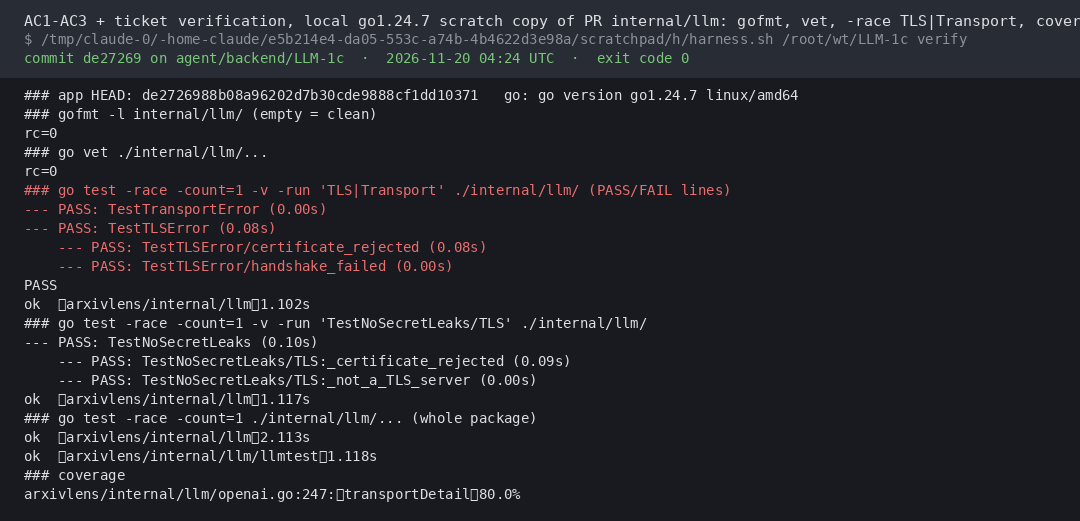 AC1-AC3 + ticket verification, local go1.24.7 scratch copy of PR internal/llm: gofmt, vet, -race TLS|Transport, cover
$ /tmp/claude-0/-home-claude/e5b214e4-da05-553c-a74b-4b4622d3e98a/scratchpad/h/harness.sh /root/wt/LLM-1c verify
commit de27269 on agent/backend/LLM-1c · 2026-11-20 04:24 UTC · exit code 0
### app HEAD: de2726988b08a96202d7b30cde9888cf1dd10371 go: go version go1.24.7 linux/amd64
### gofmt -l internal/llm/ (empty = clean)
rc=0
### go vet ./internal/llm/...
rc=0
### go test -race -count=1 -v -run 'TLS|Transport' ./internal/llm/ (PASS/FAIL lines)
--- PASS: TestTransportError (0.00s)
--- PASS: TestTLSError (0.08s)
    --- PASS: TestTLSError/certificate_rejected (0.08s)
    --- PASS: TestTLSError/handshake_failed (0.00s)
PASS
ok  □arxivlens/internal/llm□1.102s
### go test -race -count=1 -v -run 'TestNoSecretLeaks/TLS' ./internal/llm/
--- PASS: TestNoSecretLeaks (0.10s)
    --- PASS: TestNoSecretLeaks/TLS:_certificate_rejected (0.09s)
    --- PASS: TestNoSecretLeaks/TLS:_not_a_TLS_server (0.00s)
ok  □arxivlens/internal/llm□1.117s
### go test -race -count=1 ./internal/llm/... (whole package)
ok  □arxivlens/internal/llm□2.113s
ok  □arxivlens/internal/llm/llmtest□1.118s
### coverage
arxivlens/internal/llm/openai.go:247:□transportDetail□80.0%